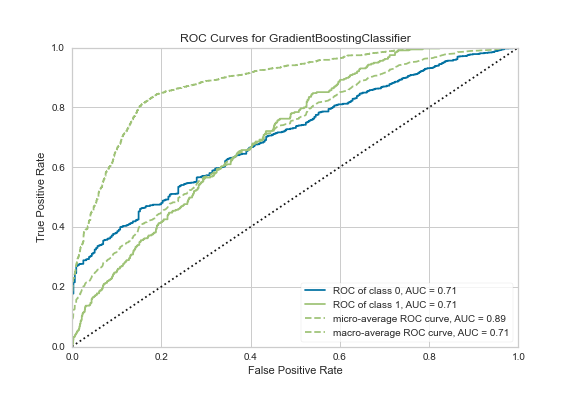 ROC Curves for GradientBoostingClassifier
1.0
0.8
0.6
0.4
0.2
0.0
True Positive Rate
ROC of class 0, AUC = 0.71
ROC of class 1, AUC = 0.71
micro-average ROC curve, AUC = 0.89
macro-average ROC curve, AUC = 0.71
0.0 0.2 0.4 0.6 0.8 1.0
False Positive Rate